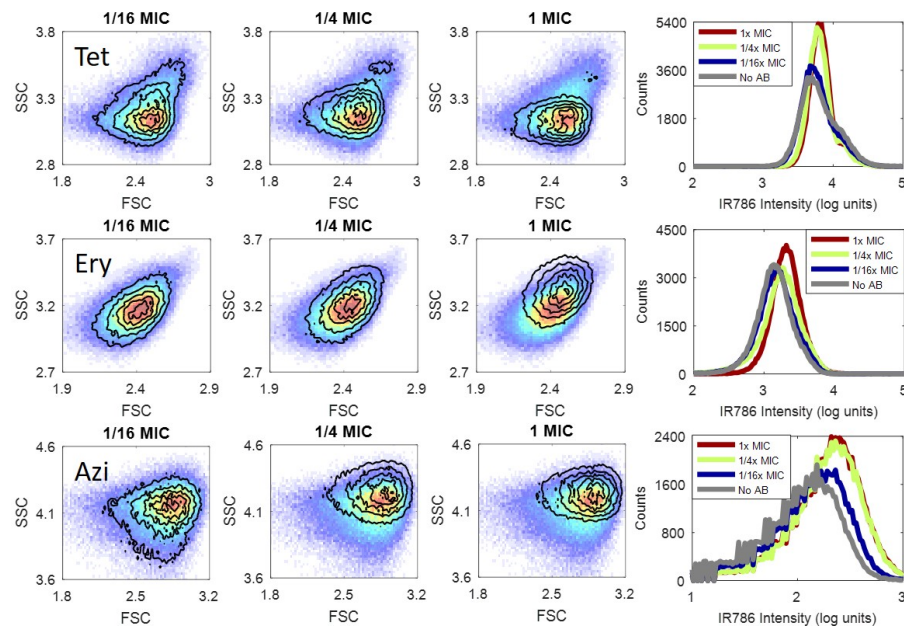 1/16 MIC
1/4 MIC
1 MIC
Tet
SSC
3.8
3.3
2.8
1.8
2.4
3
FSC
SSC
3.8
3.3
2.8
1.8
2.4
3
FSC
SSC
3.8
3.3
2.8
1.8
2.4
3
FSC
Counts
5400
3600
1800
0
1x MIC
1/4x MIC
1/16x MIC
No AB
2
3
4
5
IR786 Intensity (log units)
1/16 MIC
1/4 MIC
1 MIC
Ery
SSC
3.7
3.2
2.7
1.9
2.4
2.9
FSC
SSC
3.7
3.2
2.7
1.9
2.4
2.9
FSC
SSC
3.7
3.2
2.7
1.9
2.4
2.9
FSC
Counts
4500
3000
1500
0
1x MIC
1/4x MIC
1/16x MIC
No AB
2
3
4
5
IR786 Intensity (log units)
1/16 MIC
1/4 MIC
1 MIC
Azi
SSC
4.6
4.1
3.6
1.8
2.5
3.2
FSC
SSC
4.6
4.1
3.6
1.8
2.5
3.2
FSC
SSC
4.6
4.1
3.6
1.8
2.5
3.2
FSC
Counts
2400
1600
800
0
1x MIC
1/4x MIC
1/16x MIC
No AB
1
2
3
IR786 Intensity (log units)